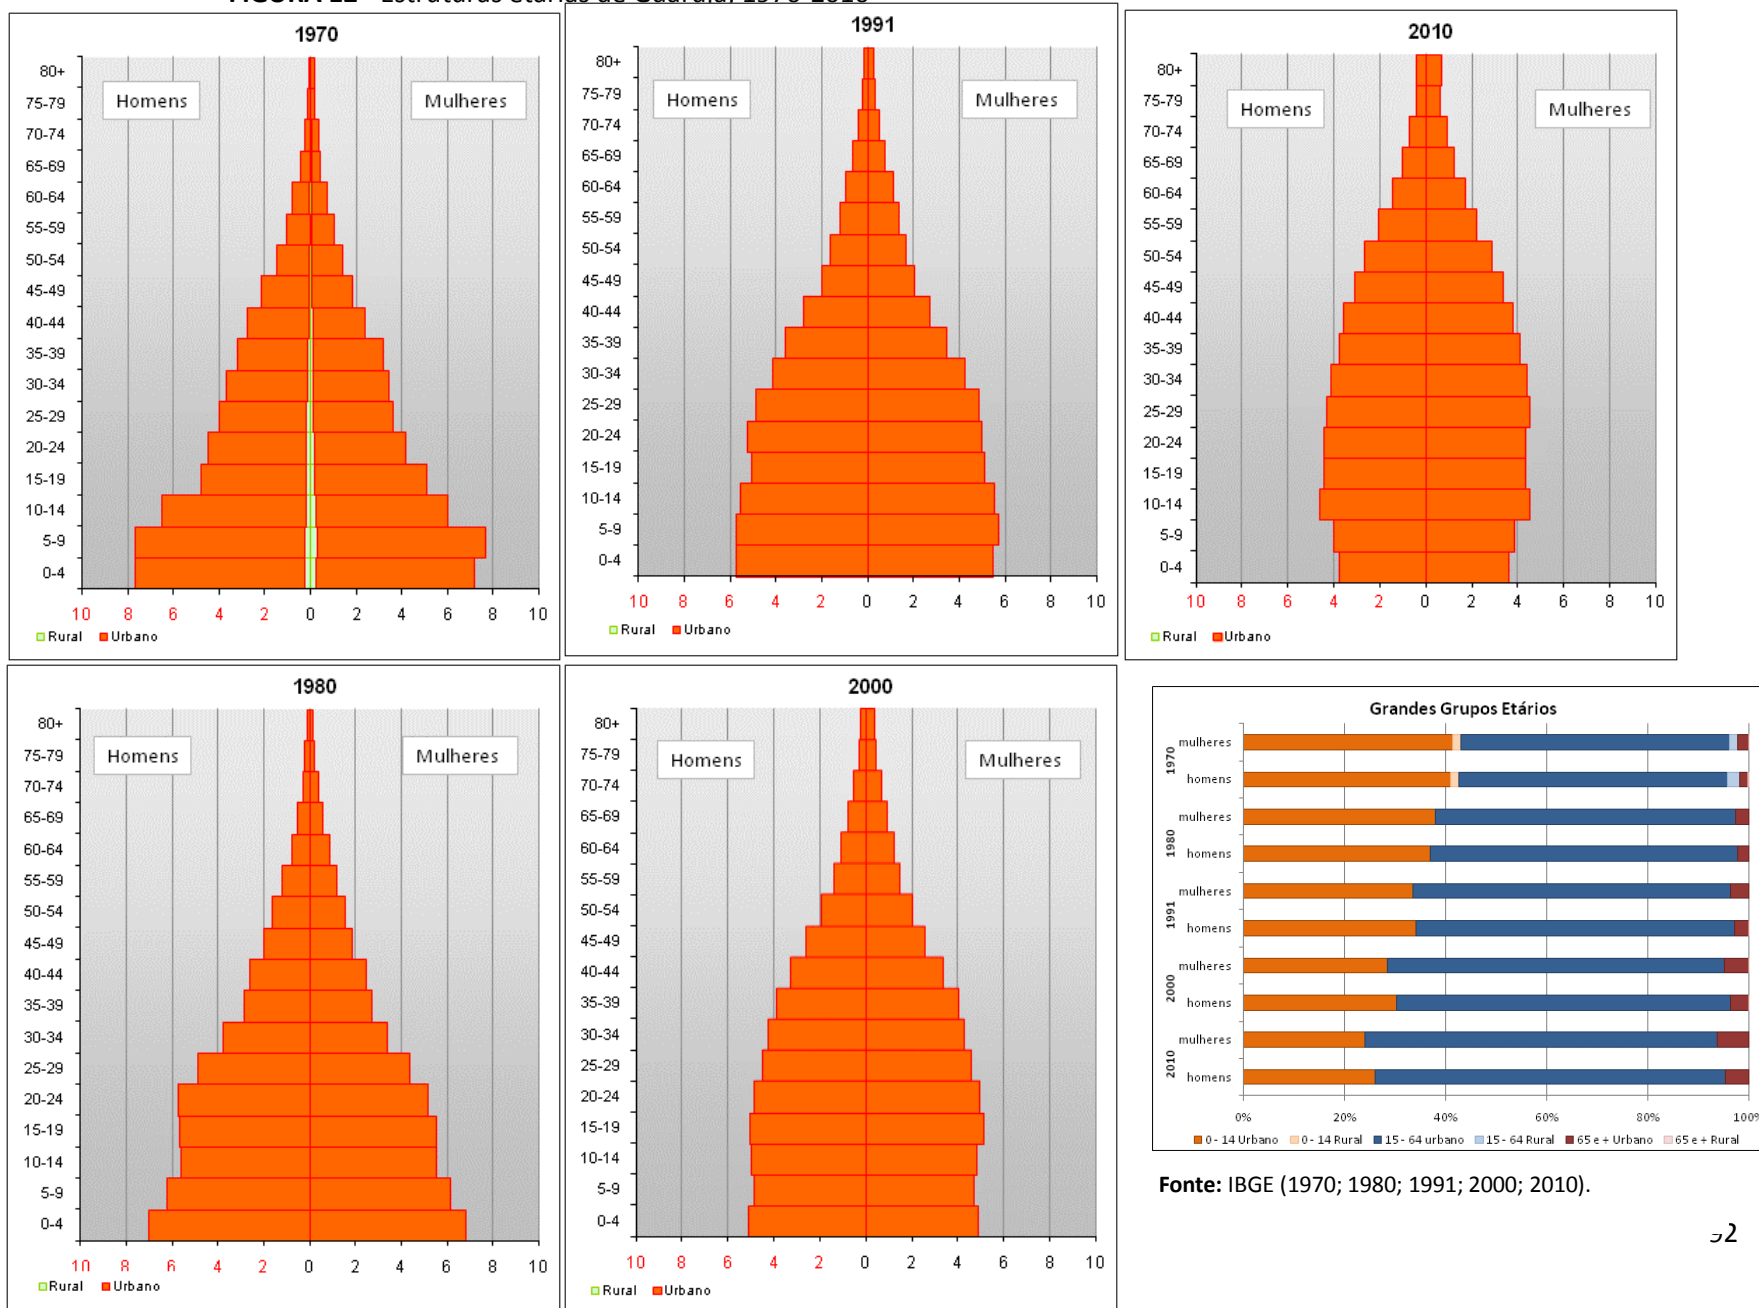 FIGURA 22 - Estruturas etárias de Guarujá, 1970-2010
1970
Homens
Mulheres
80+
75-79
70-74
65-69
60-64
55-59
50-54
45-49
40-44
35-39
30-34
25-29
20-24
15-19
10-14
5-9
0-4
10 8 6 4 2 0 2 4 6 8 10
Rural Urbano
1991
Homens
Mulheres
80+
75-79
70-74
65-69
60-64
55-59
50-54
45-49
40-44
35-39
30-34
25-29
20-24
15-19
10-14
5-9
0-4
10 8 6 4 2 0 2 4 6 8 10
Rural Urbano
2010
Homens
Mulheres
80+
75-79
70-74
65-69
60-64
55-59
50-54
45-49
40-44
35-39
30-34
25-29
20-24
15-19
10-14
5-9
0-4
10 8 6 4 2 0 2 4 6 8 10
Rural Urbano
1980
Homens
Mulheres
80+
75-79
70-74
65-69
60-64
55-59
50-54
45-49
40-44
35-39
30-34
25-29
20-24
15-19
10-14
5-9
0-4
10 8 6 4 2 0 2 4 6 8 10
Rural Urbano
2000
Homens
Mulheres
80+
75-79
70-74
65-69
60-64
55-59
50-54
45-49
40-44
35-39
30-34
25-29
20-24
15-19
10-14
5-9
0-4
10 8 6 4 2 0 2 4 6 8 10
Rural Urbano
Grandes Grupos Etários
1970
mulheres
homens
1980
mulheres
homens
1991
mulheres
homens
2000
mulheres
homens
2010
mulheres
homens
0% 20% 40% 60% 80% 100%
0 - 14 Urbano 0 - 14 Rural 15 - 64 urbano 15 - 64 Rural 65 e + Urbano 65 e + Rural
Fonte: IBGE (1970; 1980; 1991; 2000; 2010).